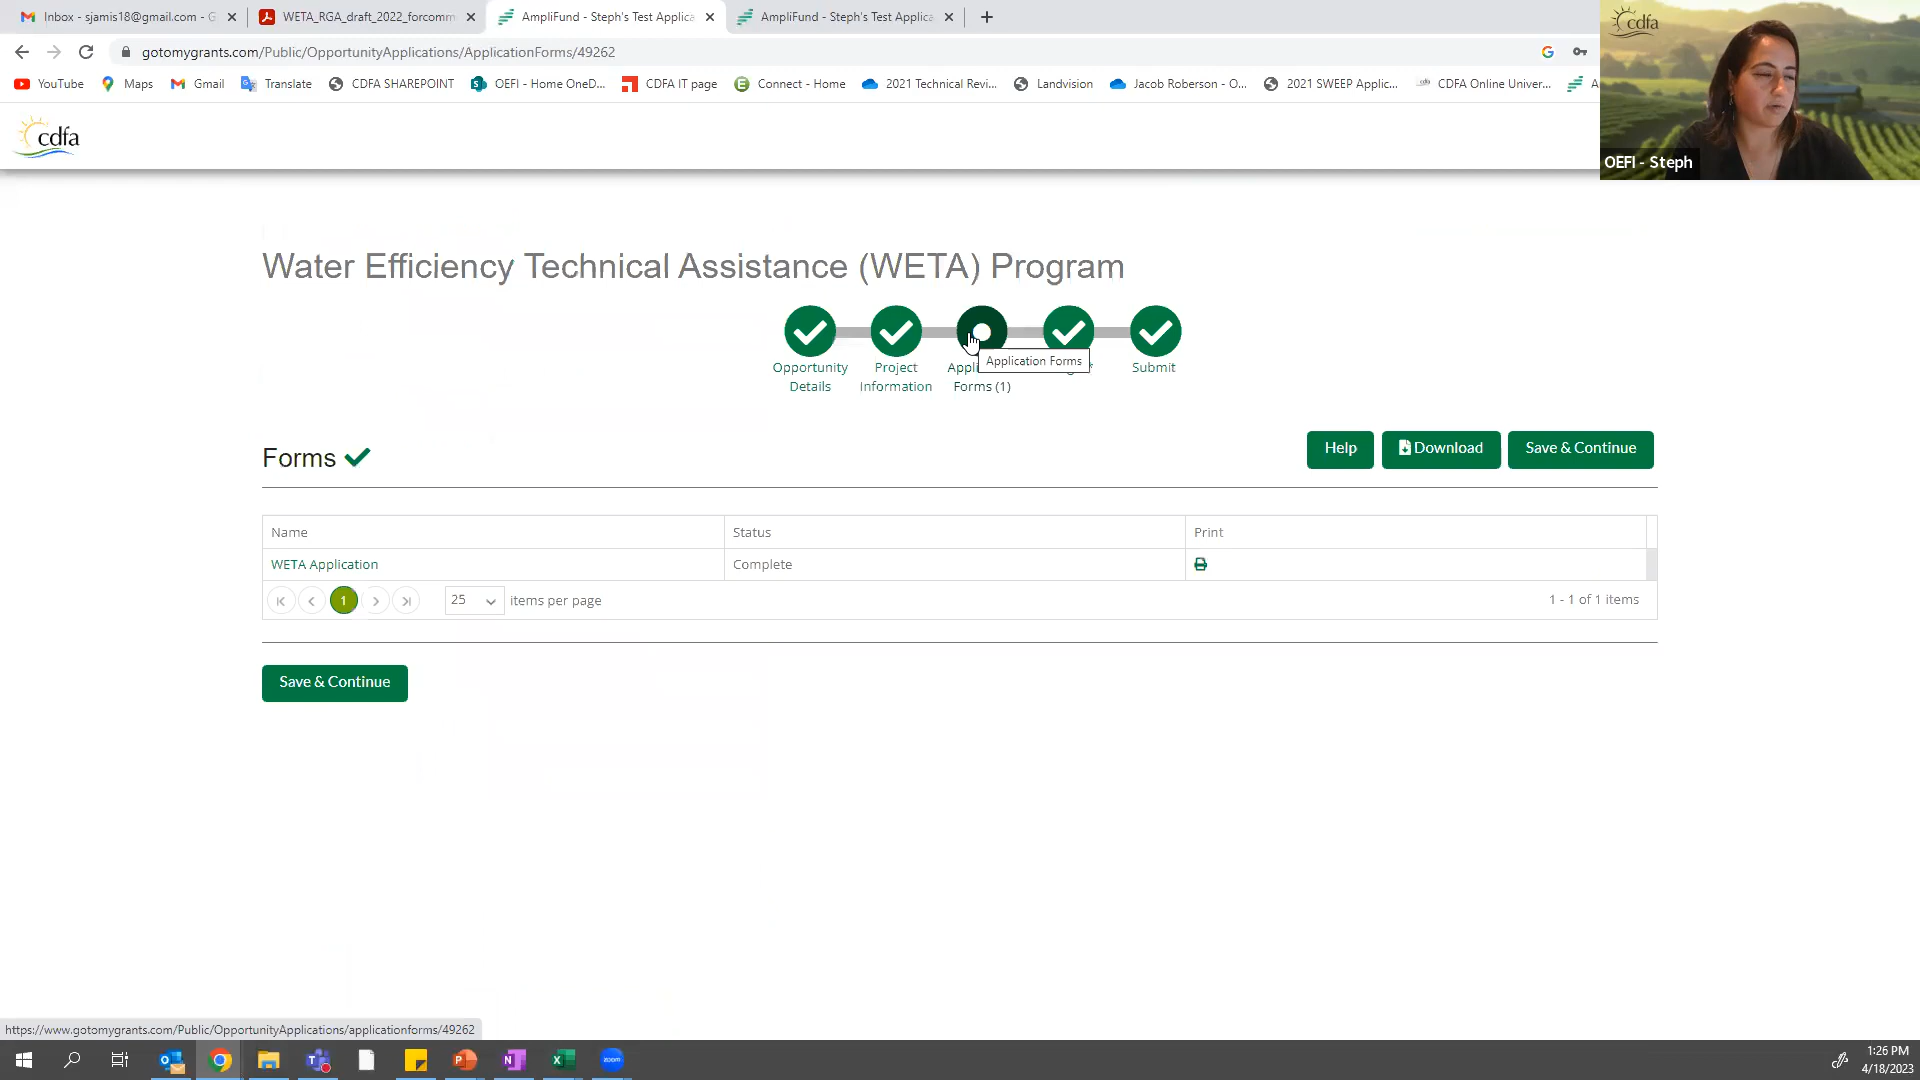 Inbox - sjamis18@gmail.com - G
WETA_RGA_draft_2022_forcomm
AmpliFund - Steph's Test Applica
AmpliFund - Steph's Test Applica
gotomygrants.com/Public/OpportunityApplications/ApplicationForms/49262
YouTube
Maps
Gmail
Translate
CDFA SHAREPOINT
OEFI - Home OneD...
CDFA IT page
Connect - Home
2021 Technical Revi...
Landvision
Jacob Roberson - O...
2021 SWEEP Applic...
CDFA Online Univer...
A
cdfa
OEFI - Steph
cdfa
Water Efficiency Technical Assistance (WETA) Program
Opportunity
Details
Project
Information
Appli
Forms (1)
Application Forms
Submit
Forms
Help
Download
Save & Continue
Name
Status
Print
WETA Application
Complete
1
25
items per page
1 - 1 of 1 items
Save & Continue
https://www.gotomygrants.com/Public/OpportunityApplications/applicationforms/49262
zoom
1:26 PM
4/18/2023